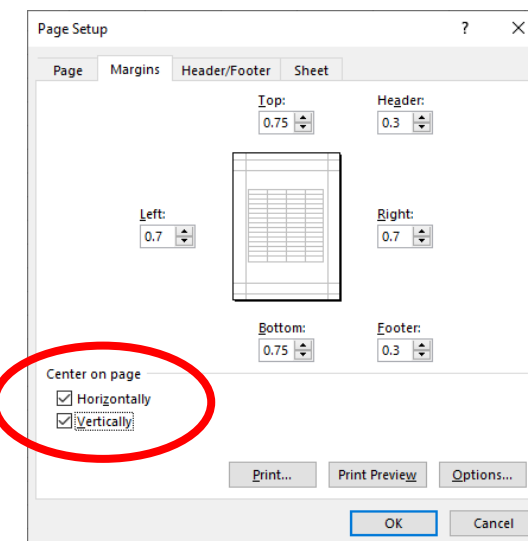 Page Setup ? ×
Page Margins Header/Footer Sheet
Top: Header:
0.75 0.3
Left: Right:
0.7 0.7
Bottom: Footer:
0.75 0.3
Center on page
Horizontally
Vertically
Print... Print Preview Options...
OK Cancel